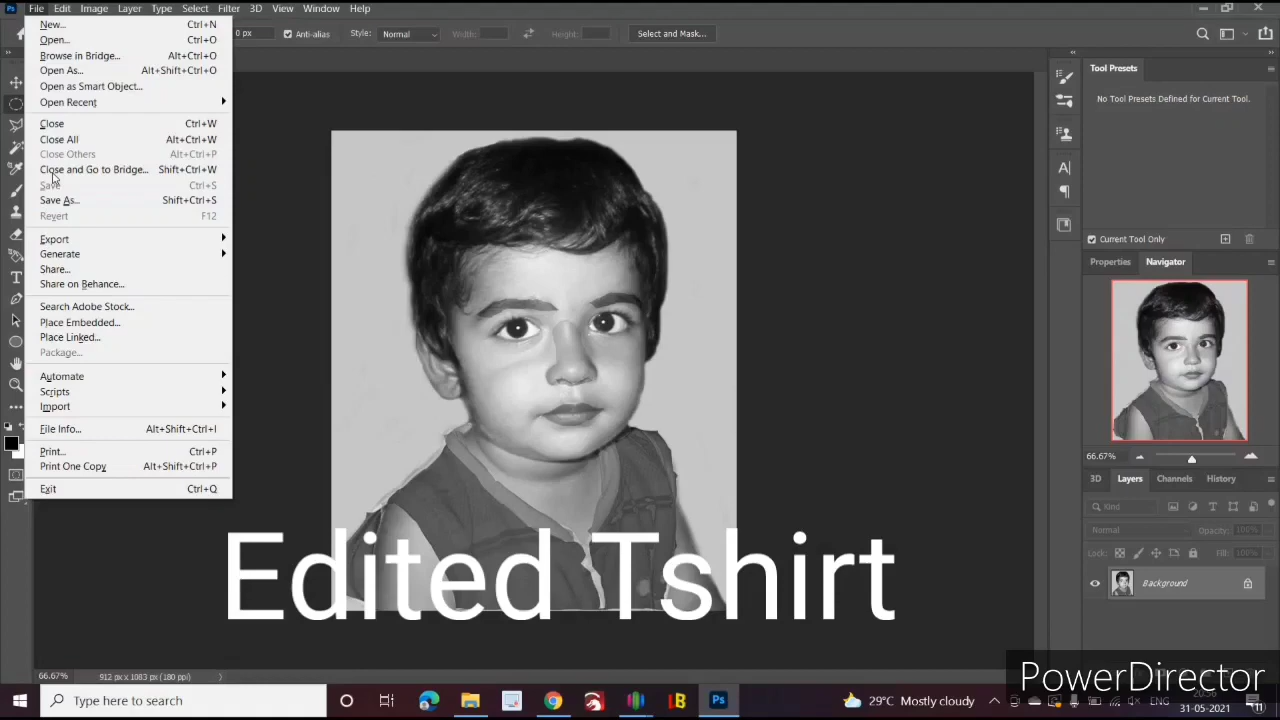 Ps File Edit Image Layer Type Select Filter 3D View Window Help
0 px Anti-alias Style: Normal Width: Height: Select and Mask...
New... Ctrl+N
Open... Ctrl+O
Browse in Bridge... Alt+Ctrl+O
Open As... Alt+Shift+Ctrl+O
Open as Smart Object...
Open Recent
Close Ctrl+W
Close All Alt+Ctrl+W
Close Others Alt+Ctrl+P
Close and Go to Bridge... Shift+Ctrl+W
Save Ctrl+S
Save As... Shift+Ctrl+S
Revert F12
Export
Generate
Share...
Share on Behance...
Search Adobe Stock...
Place Embedded...
Place Linked...
Package...
Automate
Scripts
Import
File Info... Alt+Shift+Ctrl+I
Print... Ctrl+P
Print One Copy Alt+Shift+Ctrl+P
Exit Ctrl+Q
Tool Presets
No Tool Presets Defined for Current Tool.
Current Tool Only
Properties Navigator
66.67%
3D Layers Channels History
Kind
Normal Opacity: 100%
Lock: Fill: 100%
Background
Edited Tshirt
66.67% 912 px x 1083 px (180 ppi)
PowerDirector
Type here to search
29°C Mostly cloudy ENG
20:56
31-05-2021